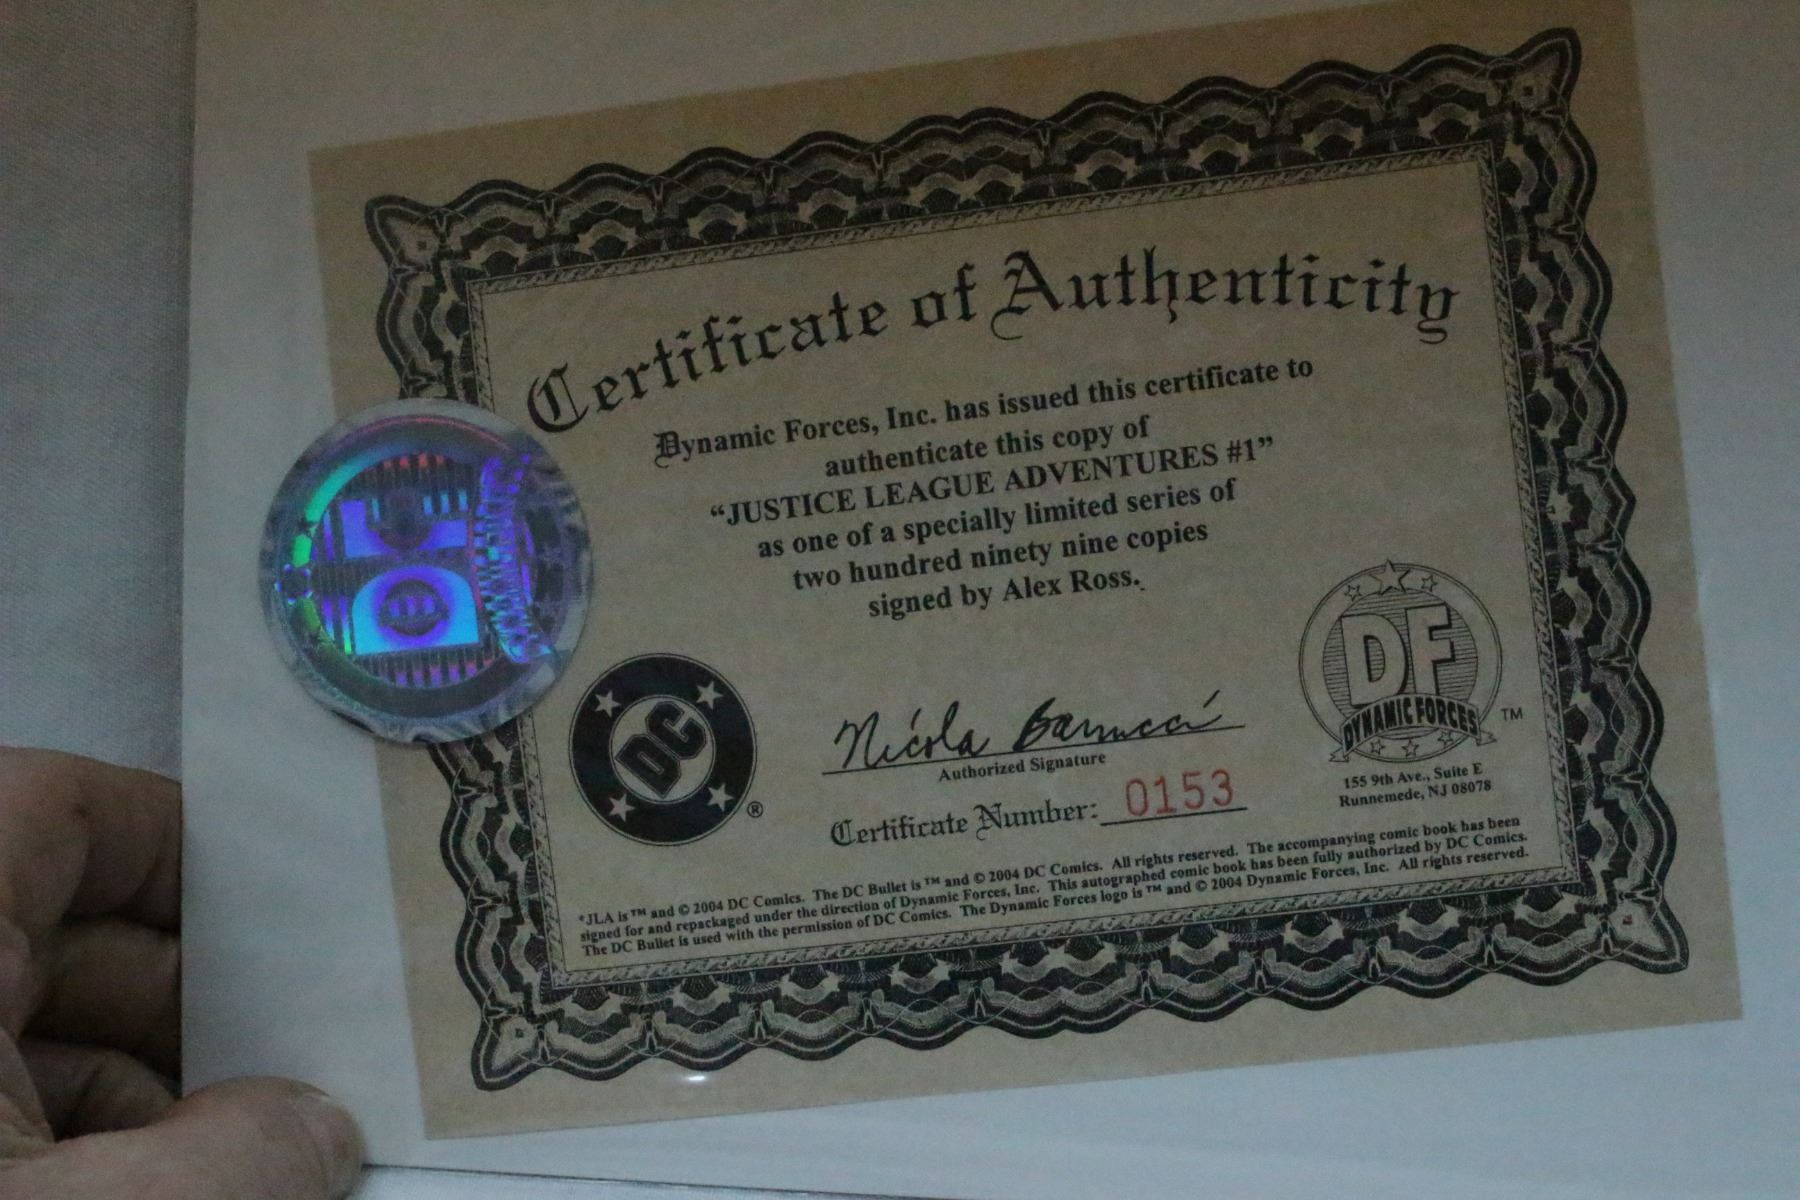 Certificate of Authenticity
Dynamic Forces, Inc. has issued this certificate to
authenticate this copy of
“JUSTICE LEAGUE ADVENTURES #1”
as one of a specially limited series of
two hundred ninety nine copies
signed by Alex Ross.
DC
®
Nicola Barrucci
Authorized Signature
Certificate Number: 0153
DF
DYNAMIC FORCES
TM
155 9th Ave., Suite E
Runnemede, NJ 08078
*JLA is ™ and © 2004 DC Comics. The DC Bullet is ™ and © 2004 DC Comics. All rights reserved. The accompanying comic book has been
signed for and repackaged under the direction of Dynamic Forces, Inc. This autographed comic book has been fully authorized by DC Comics.
The DC Bullet is used with the permission of DC Comics. The Dynamic Forces logo is ™ and © 2004 Dynamic Forces, Inc. All rights reserved.